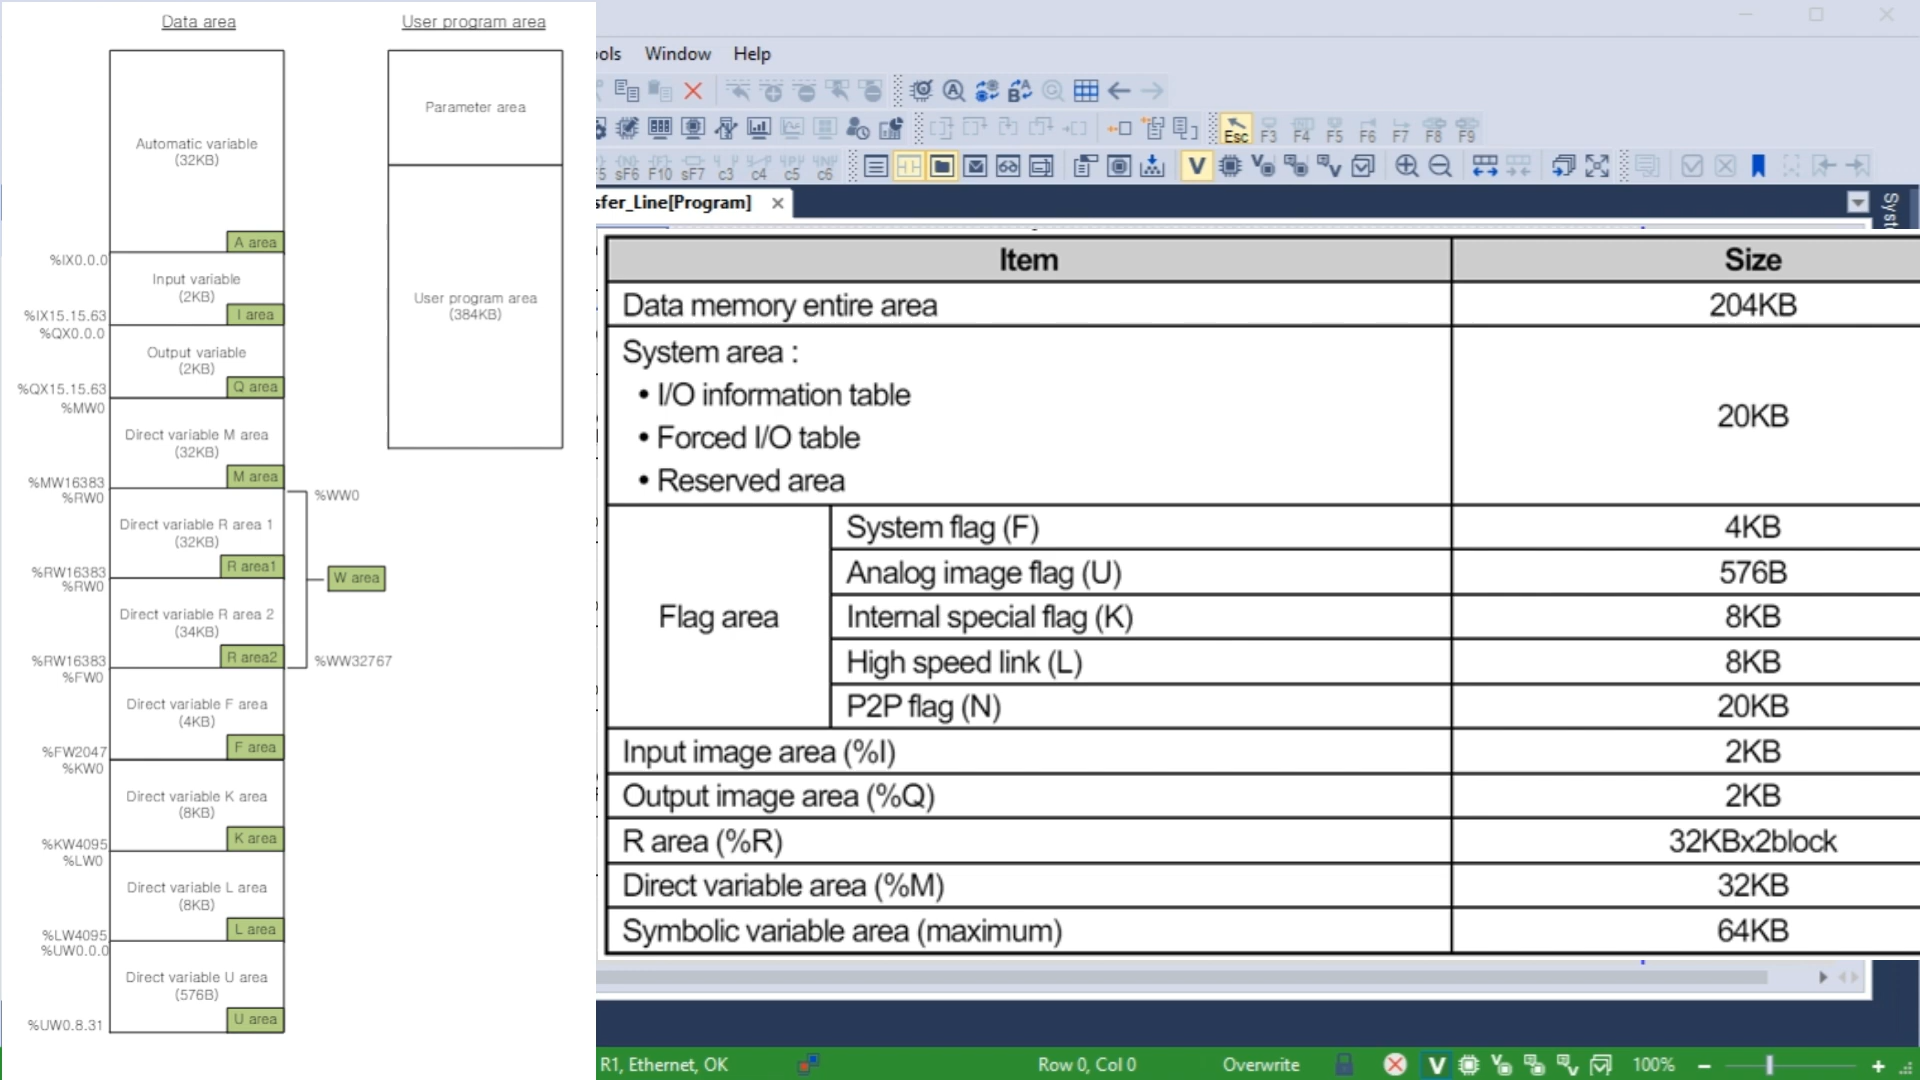 Data area
User program area
Automatic variable
(32KB)
A area
%IX0.0.0
Input variable
(2KB)
%IX15.15.63
I area
%QX0.0.0
Output variable
(2KB)
%QX15.15.63
Q area
%MW0
Direct variable M area
(32KB)
%MW16383
M area
%RW0
Direct variable R area 1
(32KB)
%RW16383
R area1
%RW0
Direct variable R area 2
(34KB)
%RW16383
R area2
%FW0
Direct variable F area
(4KB)
%FW2047
F area
%KW0
Direct variable K area
(8KB)
%KW4095
K area
%LW0
Direct variable L area
(8KB)
%LW4095
L area
%UW0.0.0
Direct variable U area
(576B)
%UW0.8.31
U area
%WW0
W area
%WW32767
Parameter area
User program area
(384KB)
ols Window Help
Esc F3 F4 F5 F6 F7 F8 F9
F5 sF6 F10 sF7 c3 c4 c5 c6
sfer_Line[Program]
Syst
Item Size
Data memory entire area 204KB
System area : 20KB
• I/O information table
• Forced I/O table
• Reserved area
Flag area
System flag (F) 4KB
Analog image flag (U) 576B
Internal special flag (K) 8KB
High speed link (L) 8KB
P2P flag (N) 20KB
Input image area (%I) 2KB
Output image area (%Q) 2KB
R area (%R) 32KBx2block
Direct variable area (%M) 32KB
Symbolic variable area (maximum) 64KB
R1, Ethernet, OK Row 0, Col 0 Overwrite 100%